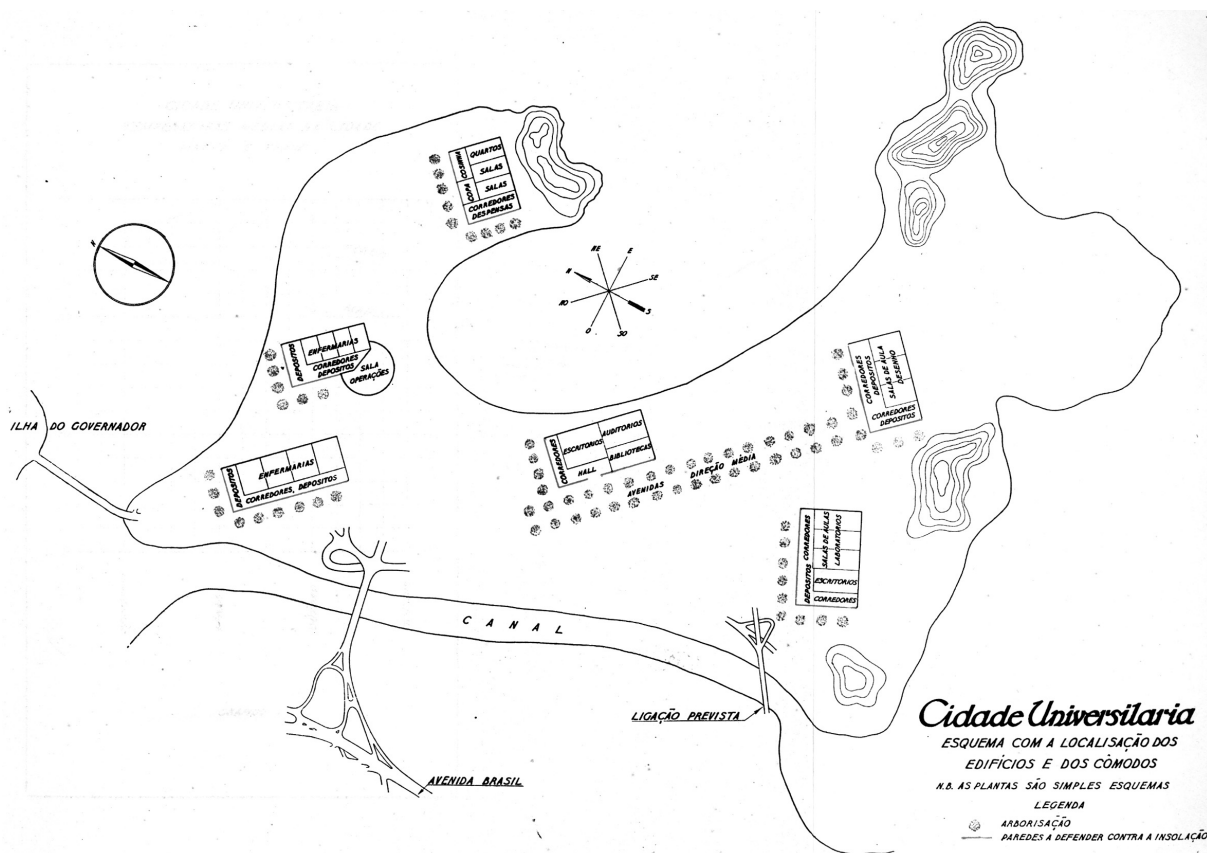 COSINHA
QUARTOS
SALAS
COPA
SALAS
CORREDORES
DESPENSAS
N
NE
E
SE
N
NO
S
O
SO
DEPOSITOS
ENFERMARIAS
CORREDORES
DEPOSITOS
SALA
OPERAÇÕES
CORREDORES
DEPOSITOS
SALAS DE AULA
DESENHO
CORREDORES
DEPOSITOS
ILHA DO GOVERNADOR
DEPOSITOS
ENFERMARIAS
CORREDORES, DEPOSITOS
CORREDORES
ESCRITORIOS
AUDITORIOS
HALL
BIBLIOTECAS
AVENIDAS DIREÇÃO MÉDIA
DEPOSITOS CORREDORES
SALAS DE AULAS
LABORATORIOS
ESCRITORIOS
CORREDORES
CANAL
LIGAÇÃO PREVISTA
AVENIDA BRASIL
Cidade Universilaria
ESQUEMA COM A LOCALISAÇÃO DOS
EDIFÍCIOS E DOS CÔMODOS
N.B. AS PLANTAS SÃO SIMPLES ESQUEMAS
LEGENDA
ARBORISAÇÃO
PAREDES A DEFENDER CONTRA A INSOLAÇÃO